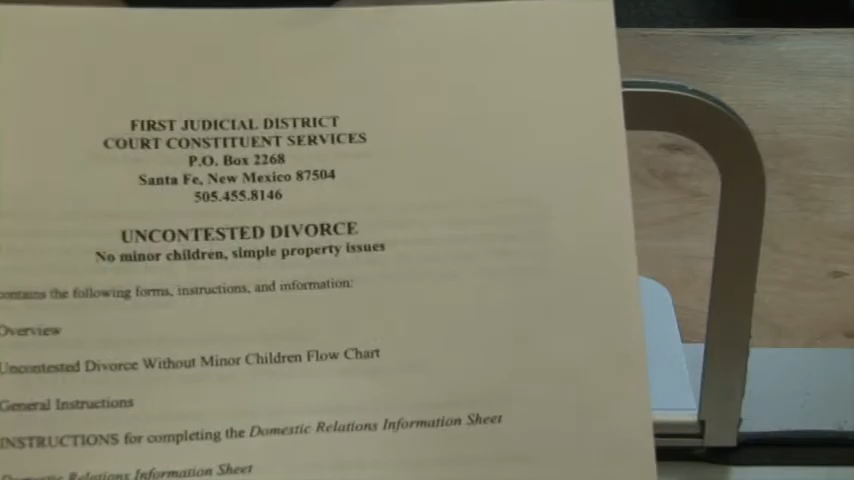 FIRST JUDICIAL DISTRICT
COURT CONSTITUENT SERVICES
P.O. Box 2268
Santa Fe, New Mexico 87504
505.455.8146
UNCONTESTED DIVORCE
No minor children, simple property issues
contains the following forms, instructions, and information:
Overview
Uncontested Divorce Without Minor Children Flow Chart
General Instructions
INSTRUCTIONS for completing the Domestic Relations Information Sheet
Domestic Relations Information Sheet